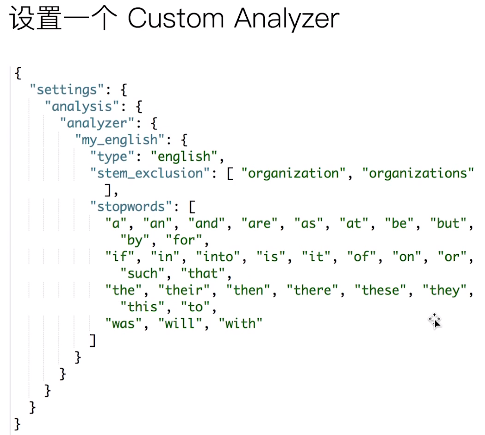 设置一个 Custom Analyzer
{
  "settings": {
    "analysis": {
      "analyzer": {
        "my_english": {
          "type": "english",
          "stem_exclusion": [ "organization", "organizations"
            ],
          "stopwords": [
            "a", "an", "and", "are", "as", "at", "be", "but",
              "by", "for",
            "if", "in", "into", "is", "it", "of", "on", "or",
              "such", "that",
            "the", "their", "then", "there", "these", "they",
              "this", "to",
            "was", "will", "with"
          ]
        }
      }
    }
  }
}